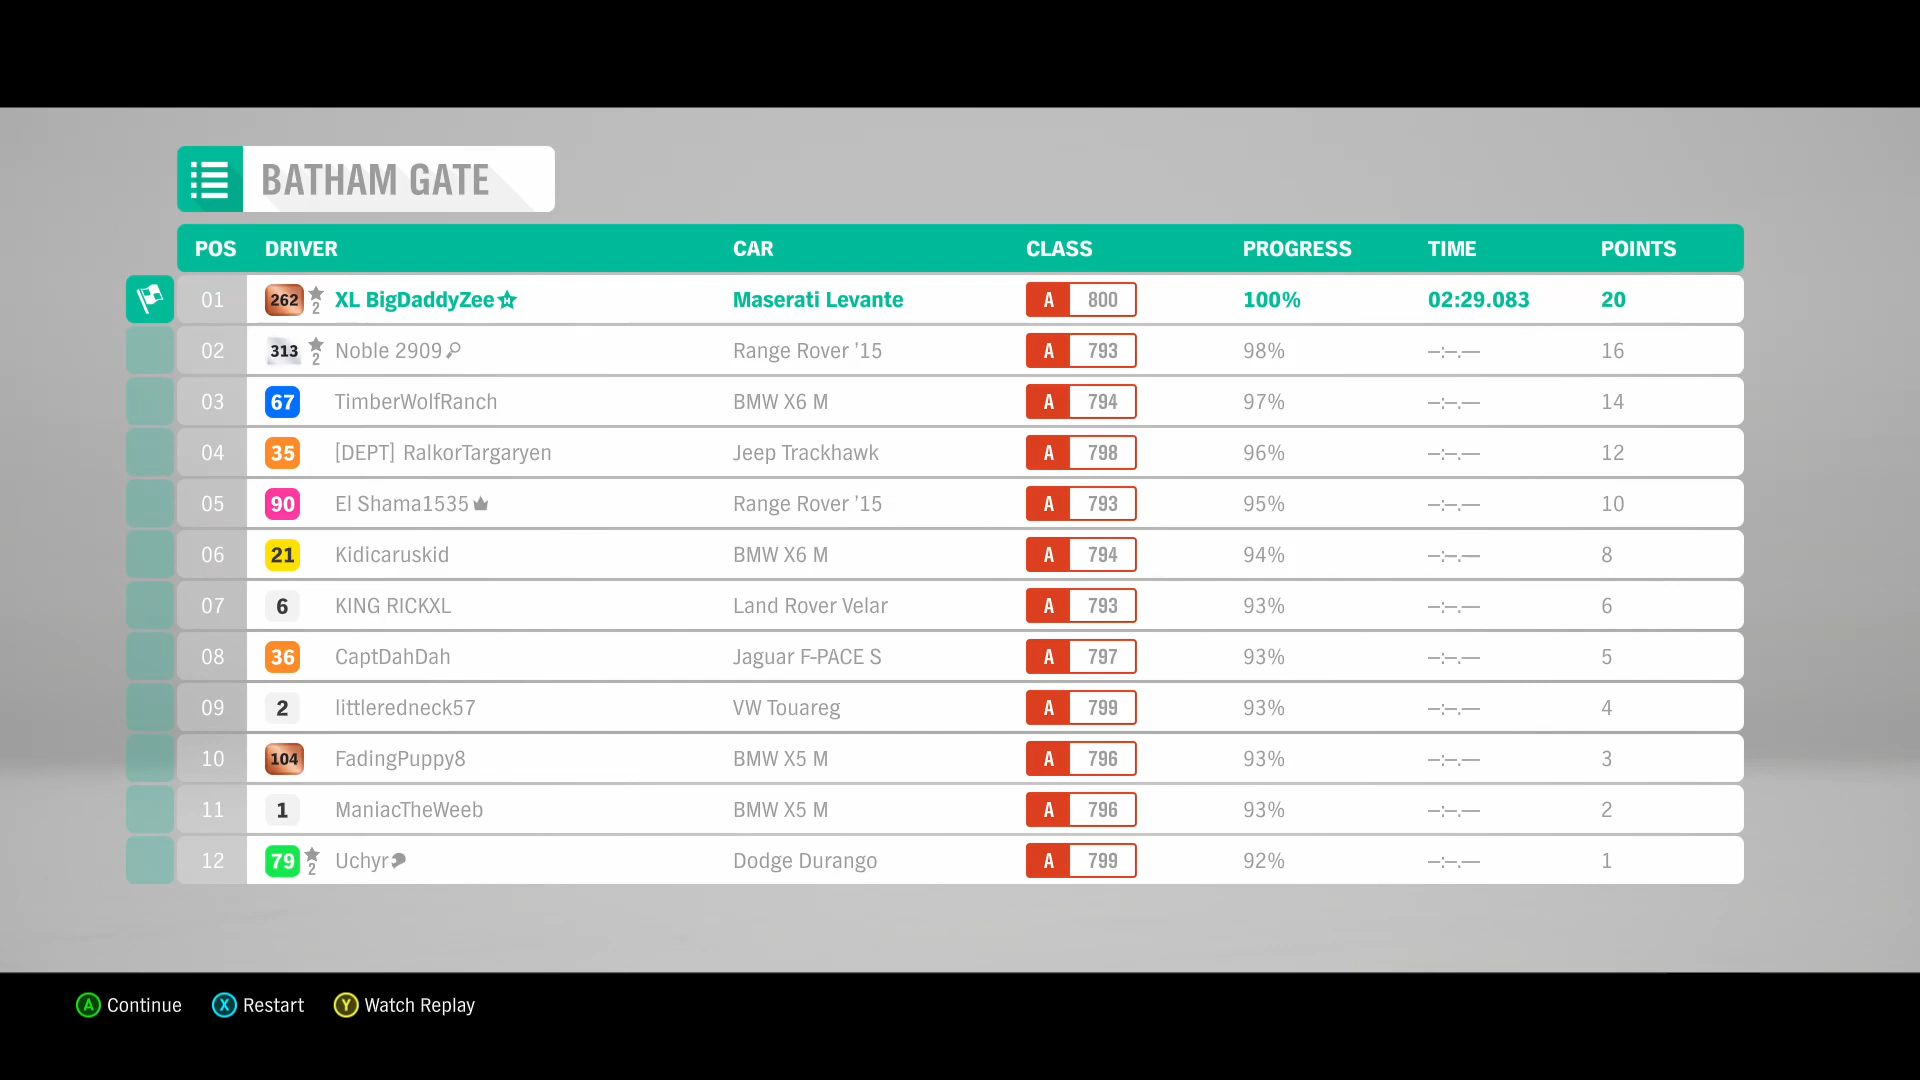 BATHAM GATE
POS DRIVER CAR CLASS PROGRESS TIME POINTS
01 262 2 XL BigDaddyZee Maserati Levante A 800 100% 02:29.083 20
02 313 2 Noble 2909 Range Rover '15 A 793 98% --:--.--- 16
03 67 TimberWolfRanch BMW X6 M A 794 97% --:--.--- 14
04 35 [DEPT] RalkorTargaryen Jeep Trackhawk A 798 96% --:--.--- 12
05 90 El Shama1535 Range Rover '15 A 793 95% --:--.--- 10
06 21 Kidicaruskid BMW X6 M A 794 94% --:--.--- 8
07 6 KING RICKXL Land Rover Velar A 793 93% --:--.--- 6
08 36 CaptDahDah Jaguar F-PACE S A 797 93% --:--.--- 5
09 2 littleredneck57 VW Touareg A 799 93% --:--.--- 4
10 104 FadingPuppy8 BMW X5 M A 796 93% --:--.--- 3
11 1 ManiacTheWeeb BMW X5 M A 796 93% --:--.--- 2
12 79 2 Uchyr Dodge Durango A 799 92% --:--.--- 1
A Continue X Restart Y Watch Replay